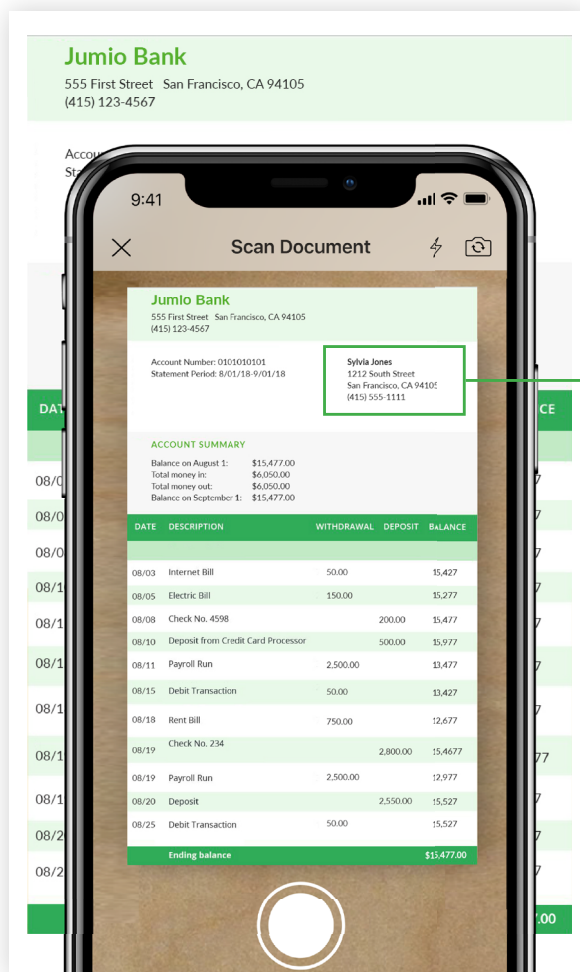 Jumio Bank
555 First Street San Francisco, CA 94105
(415) 123-4567
9:41
Scan Document
Jumio Bank
555 First Street San Francisco, CA 94105
(415) 123-4567
Account Number: 0101010101
Statement Period: 8/01/18-9/01/18
Sylvia Jones
1212 South Street
San Francisco, CA 94105
(415) 555-1111
ACCOUNT SUMMARY
Balance on August 1: $15,477.00
Total money in: $6,050.00
Total money out: $6,050.00
Balance on September 1: $15,477.00
DATE DESCRIPTION WITHDRAWAL DEPOSIT BALANCE
08/03 Internet Bill 50.00 15,427
08/05 Electric Bill 150.00 15,277
08/08 Check No. 4598 200.00 15,477
08/10 Deposit from Credit Card Processor 500.00 15,977
08/11 Payroll Run 2,500.00 13,477
08/15 Debit Transaction 50.00 13,427
08/18 Rent Bill 750.00 12,677
08/19 Check No. 234 2,800.00 15,4677
08/19 Payroll Run 2,500.00 12,977
08/20 Deposit 2,550.00 15,527
08/25 Debit Transaction 50.00 15,527
Ending balance $15,477.00